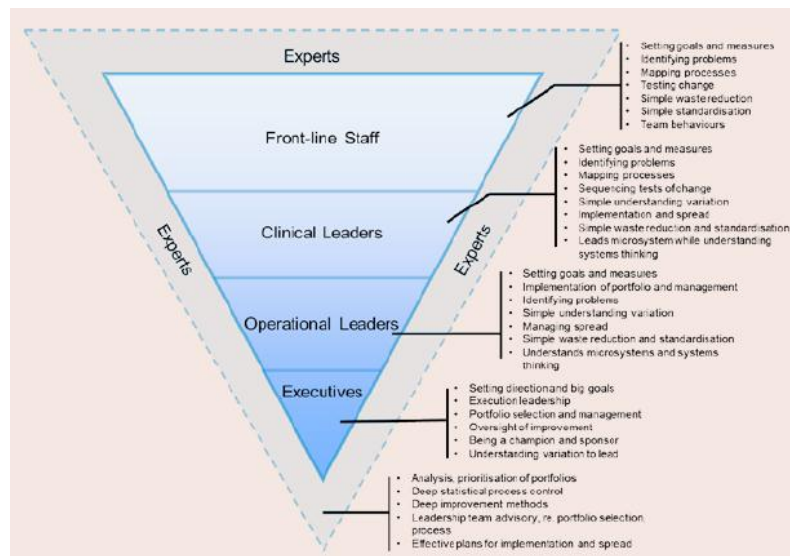 Experts
Front-line Staff
Clinical Leaders
Operational Leaders
Executives
Experts
Experts
• Setting goals and measures
• Identifying problems
• Mapping processes
• Testing change
• Simple waste reduction
• Simple standardisation
• Team behaviours
• Setting goals and measures
• Identifying problems
• Mapping processes
• Sequencing tests of change
• Simple understanding variation
• Implementation and spread
• Simple waste reduction and standardisation
• Leads microsystem while understanding
systems thinking
• Setting goals and measures
• Implementation of portfolio and management
• Identifying problems
• Simple understanding variation
• Managing spread
• Simple waste reduction and standardisation
• Understands microsystems and systems
thinking
• Setting direction and big goals
• Execution leadership
• Portfolio selection and management
• Oversight of improvement
• Being a champion and sponsor
• Understanding variation to lead
• Analysis, prioritisation of portfolios
• Deep statistical process control
• Deep improvement methods
• Leadership team advisory, re. portfolio selection,
process
• Effective plans for implementation and spread